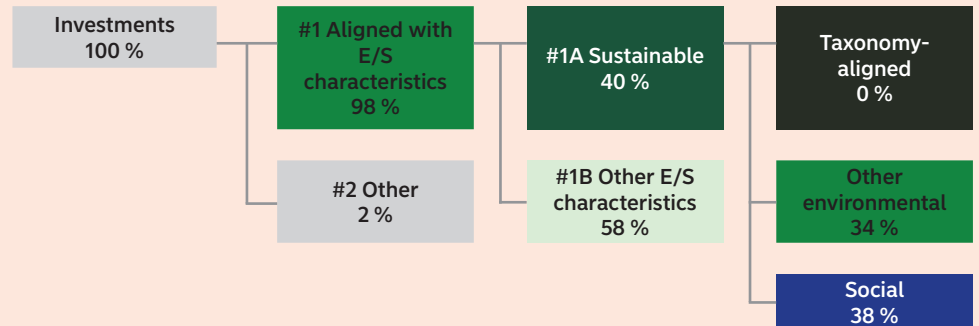 Investments
100 %
#1 Aligned with
E/S
characteristics
98 %
#2 Other
2 %
#1A Sustainable
40 %
#1B Other E/S
characteristics
58 %
Taxonomy-
aligned
0 %
Other
environmental
34 %
Social
38 %